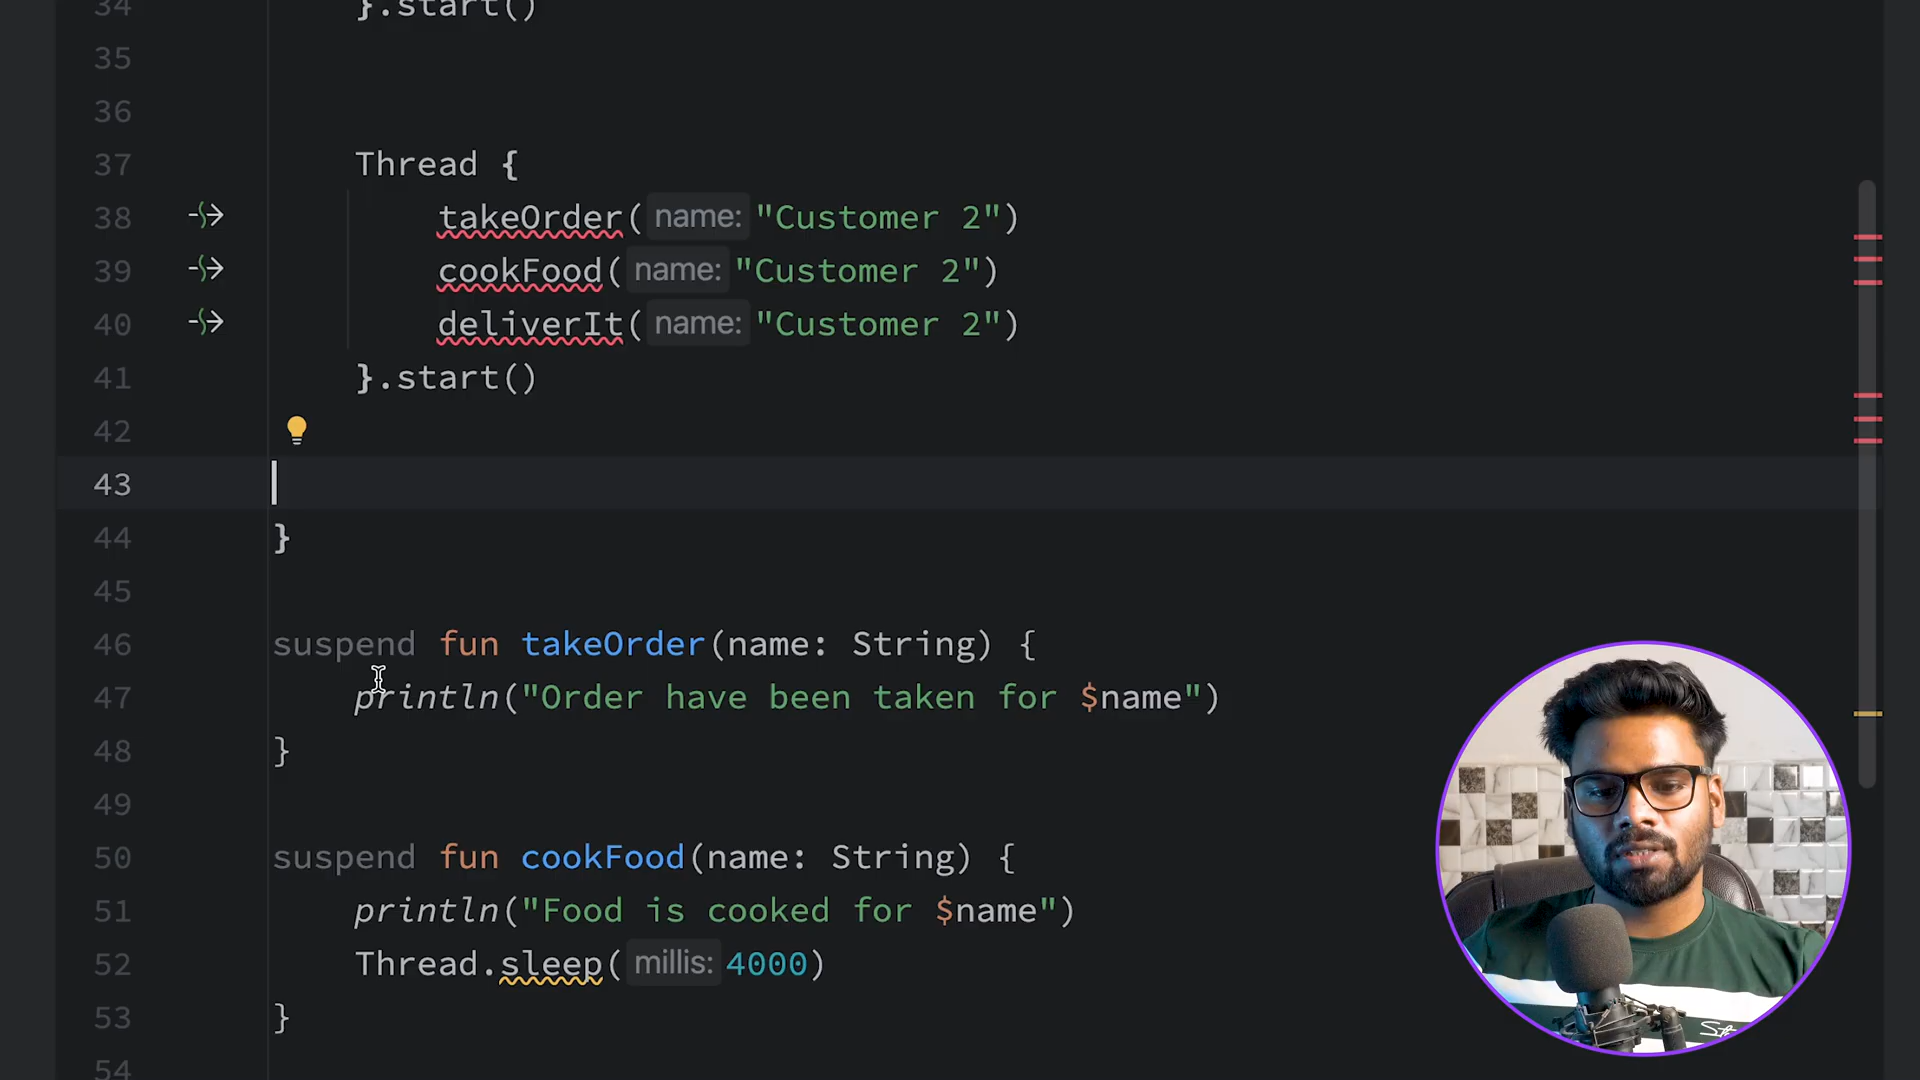 34 }.start()
35
36
37 Thread {
38 takeOrder( name: "Customer 2")
39 cookFood( name: "Customer 2")
40 deliverIt( name: "Customer 2")
41 }.start()
42
43
44 }
45
46 suspend fun takeOrder(name: String) {
47 println("Order have been taken for $name")
48 }
49
50 suspend fun cookFood(name: String) {
51 println("Food is cooked for $name")
52 Thread.sleep( millis: 4000)
53 }
54